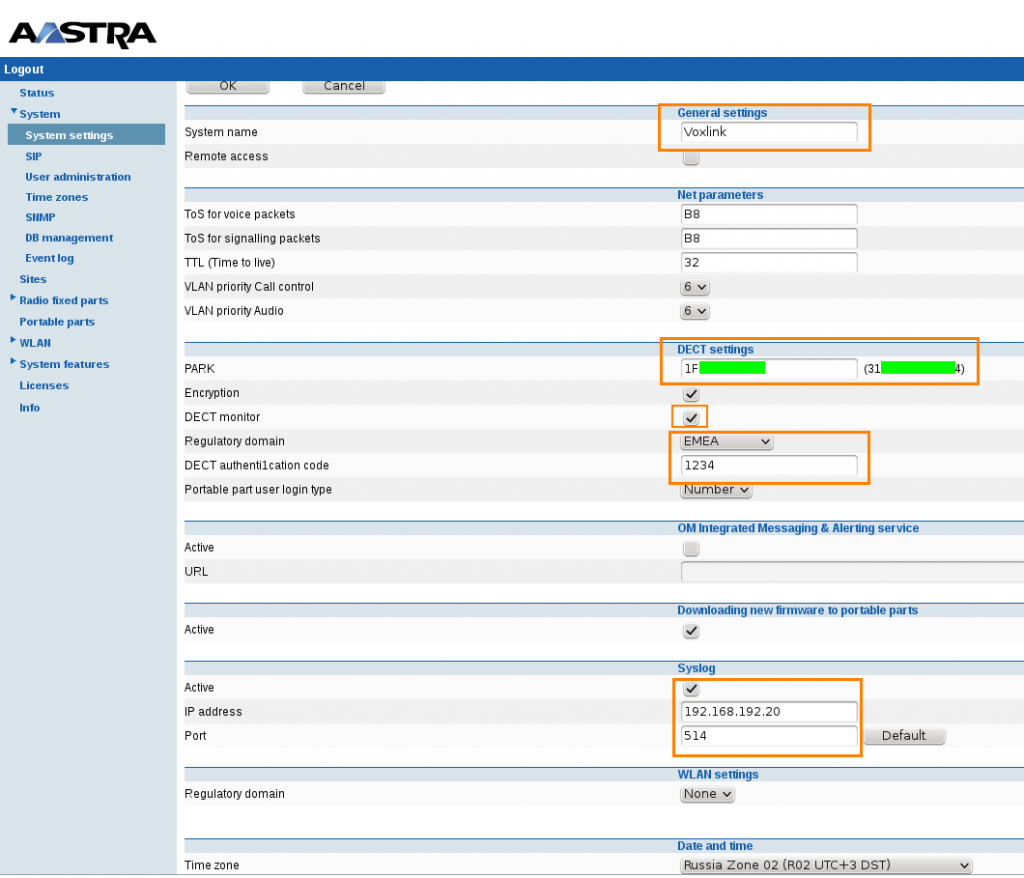 AASTRA
Logout
Status
System
System settings
SIP
User administration
Time zones
SNMP
DB management
Event log
Sites
Radio fixed parts
Portable parts
WLAN
System features
Licenses
Info
OK Cancel
General settings
System name Voxlink
Remote access
Net parameters
ToS for voice packets B8
ToS for signalling packets B8
TTL (Time to live) 32
VLAN priority Call control 6
VLAN priority Audio 6
DECT settings
PARK 1F (31 4)
Encryption
DECT monitor
Regulatory domain EMEA
DECT authenti1cation code 1234
Portable part user login type Number
OM Integrated Messaging & Alerting service
Active
URL
Downloading new firmware to portable parts
Active
Syslog
Active
IP address 192.168.192.20
Port 514 Default
WLAN settings
Regulatory domain None
Date and time
Time zone Russia Zone 02 (R02 UTC+3 DST)